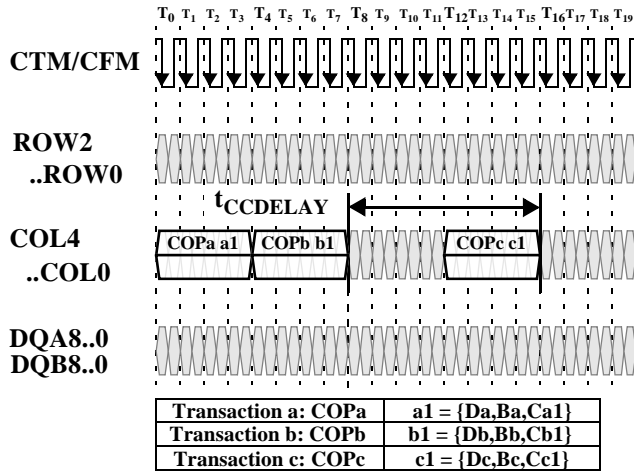 T0 T1 T2 T3 T4 T5 T6 T7 T8 T9 T10 T11 T12 T13 T14 T15 T16 T17 T18 T19
CTM/CFM
ROW2
..ROW0
tCCDELAY
COL4
..COL0
COPa a1 COPb b1 COPc c1
DQA8..0
DQB8..0
Transaction a: COPa a1 = {Da,Ba,Ca1}
Transaction b: COPb b1 = {Db,Bb,Cb1}
Transaction c: COPc c1 = {Dc,Bc,Cc1}